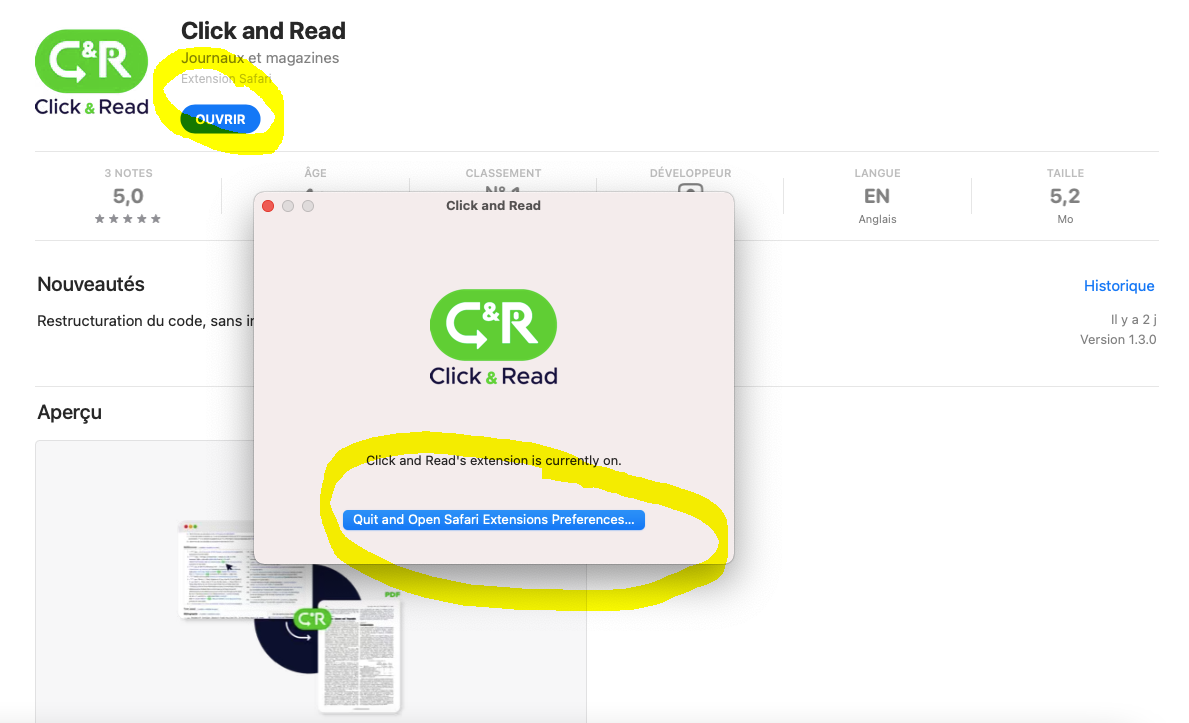 C&R
Click & Read
Click and Read
Journaux et magazines
Extension Safari
OUVRIR
3 NOTES
5,0
ÂGE
CLASSEMENT
N° 1
DÉVELOPPEUR
LANGUE
EN
Anglais
TAILLE
5,2
Mo
Nouveautés
Historique
Restructuration du code, sans
Il y a 2 j
Version 1.3.0
Aperçu
Click and Read
C&R
Click & Read
Click and Read's extension is currently on.
Quit and Open Safari Extensions Preferences...
PDF
C&R